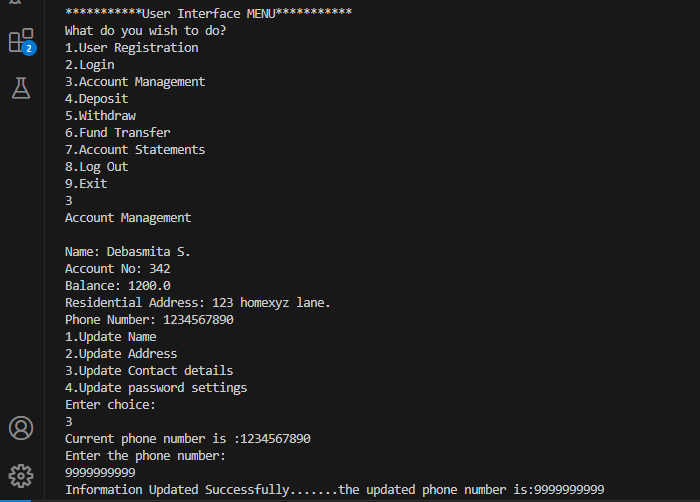 ***********User Interface MENU***********
What do you wish to do?
1.User Registration
2.Login
3.Account Management
4.Deposit
5.Withdraw
6.Fund Transfer
7.Account Statements
8.Log Out
9.Exit
3
Account Management
Name: Debasmita S.
Account No: 342
Balance: 1200.0
Residential Address: 123 homexyz lane.
Phone Number: 1234567890
1.Update Name
2.Update Address
3.Update Contact details
4.Update password settings
Enter choice:
3
Current phone number is :1234567890
Enter the phone number:
9999999999
Information Updated Successfully.......the updated phone number is:9999999999
2